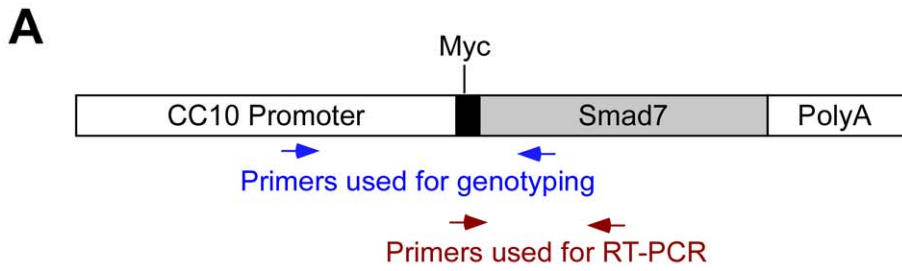 A
Myc
CC10 Promoter Smad7 PolyA
Primers used for genotyping
Primers used for RT-PCR